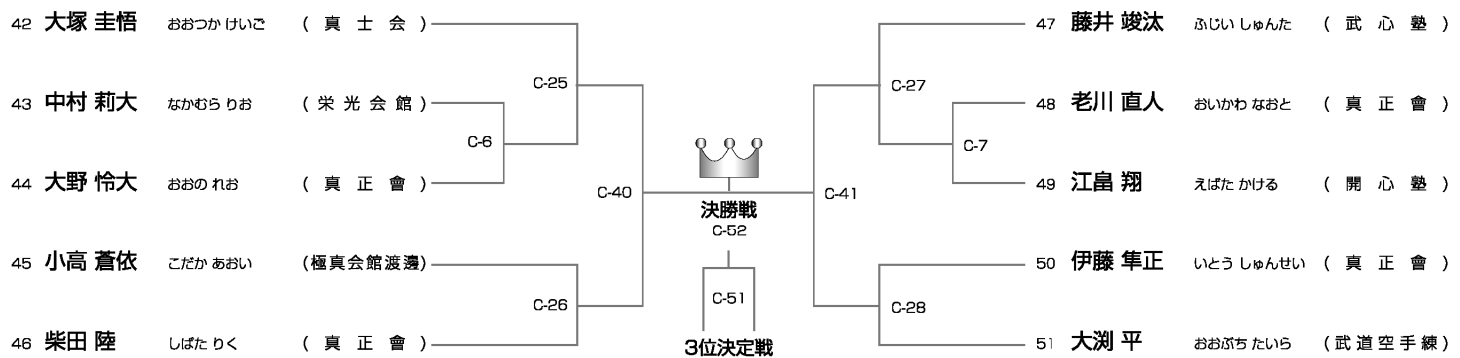 42 大塚 圭悟 おおつか けいご (真士会)
C-25
43 中村 莉大 なかむら りお (栄光会館)
C-6
44 大野 怜大 おおの れお (真正會)
C-40
45 小高 蒼依 こだか あおい (極真会館渡邊)
C-26
46 柴田 陸 しばた りく (真正會)
決勝戦
C-52
C-51
3位決定戦
47 藤井 竣汰 ふじい しゅんた (武心塾)
C-27
48 老川 直人 おいかわ なおと (真正會)
C-7
49 江畠 翔 えばた かける (開心塾)
C-41
50 伊藤 隼正 いとう しゅんせい (真正會)
C-28
51 大渕 平 おおぶち たいら (武道空手練)